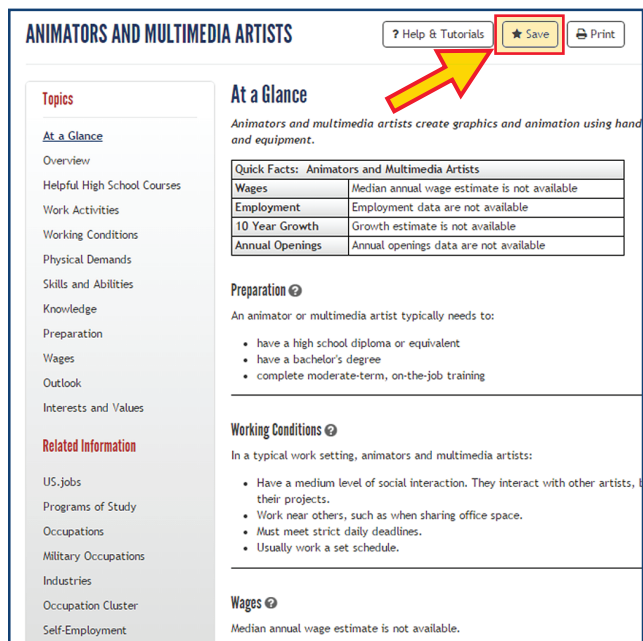 ANIMATORS AND MULTIMEDIA ARTISTS
? Help & Tutorials
Save
Print
Topics
At a Glance
Overview
Helpful High School Courses
Work Activities
Working Conditions
Physical Demands
Skills and Abilities
Knowledge
Preparation
Wages
Outlook
Interests and Values
Related Information
US.jobs
Programs of Study
Occupations
Military Occupations
Industries
Occupation Cluster
Self-Employment
At a Glance
Animators and multimedia artists create graphics and animation using hand
and equipment.
Quick Facts: Animators and Multimedia Artists
Wages Median annual wage estimate is not available
Employment Employment data are not available
10 Year Growth Growth estimate is not available
Annual Openings Annual openings data are not available
Preparation ?
An animator or multimedia artist typically needs to:
• have a high school diploma or equivalent
• have a bachelor's degree
• complete moderate-term, on-the-job training
Working Conditions ?
In a typical work setting, animators and multimedia artists:
• Have a medium level of social interaction. They interact with other artists,
their projects.
• Work near others, such as when sharing office space.
• Must meet strict daily deadlines.
• Usually work a set schedule.
Wages ?
Median annual wage estimate is not available.